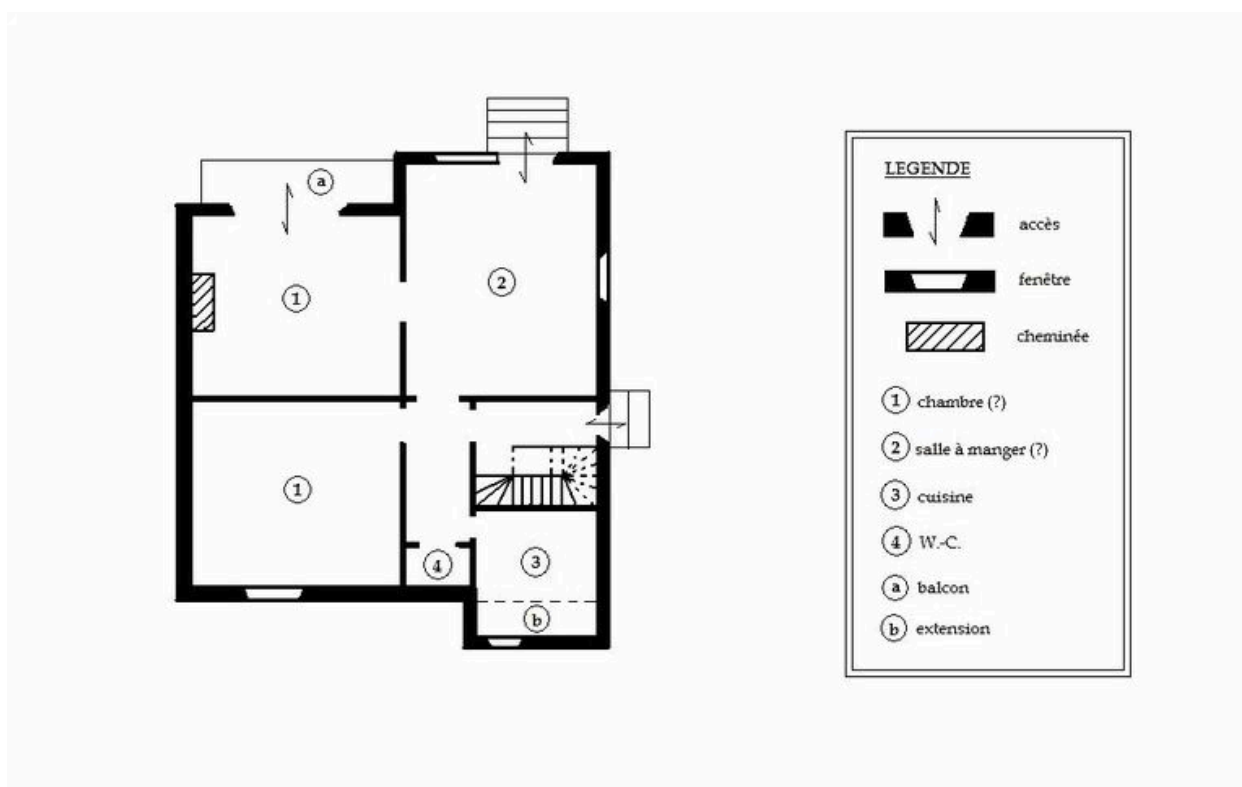 a
1
2
1
3
4
b
LEGENDE
accès
fenêtre
cheminée
1 chambre (?)
2 salle à manger (?)
3 cuisine
4 W.-C.
a balcon
b extension